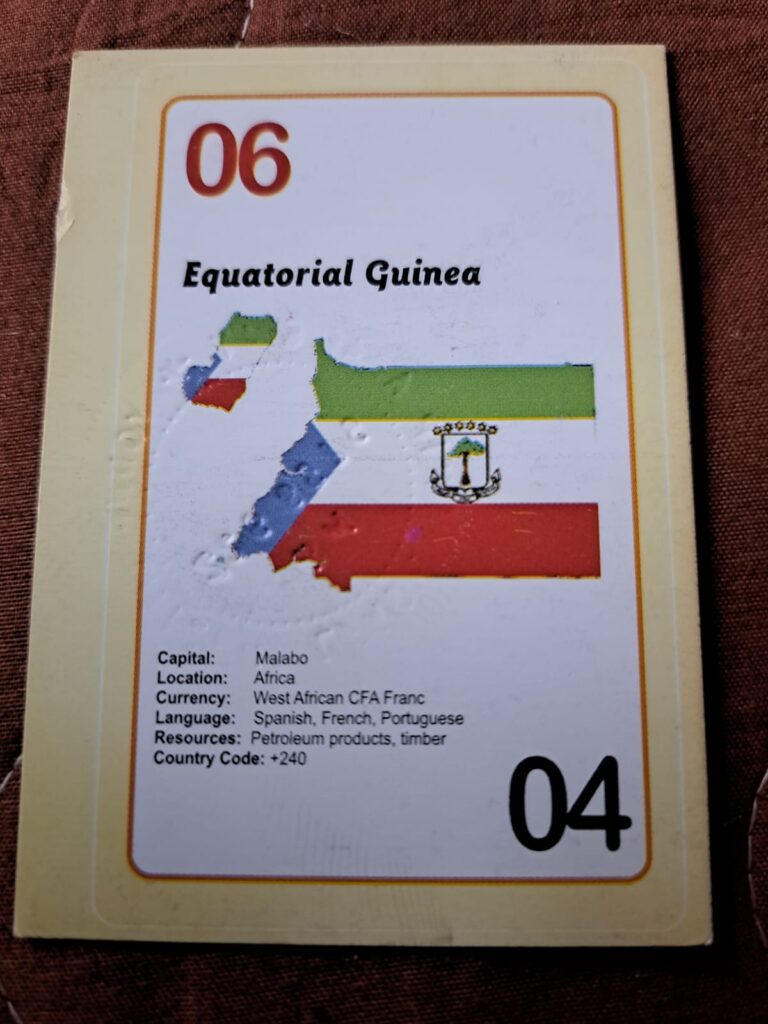 06
Equatorial Guinea
Capital: Malabo
Location: Africa
Currency: West African CFA Franc
Language: Spanish, French, Portuguese
Resources: Petroleum products, timber
Country Code: +240
04